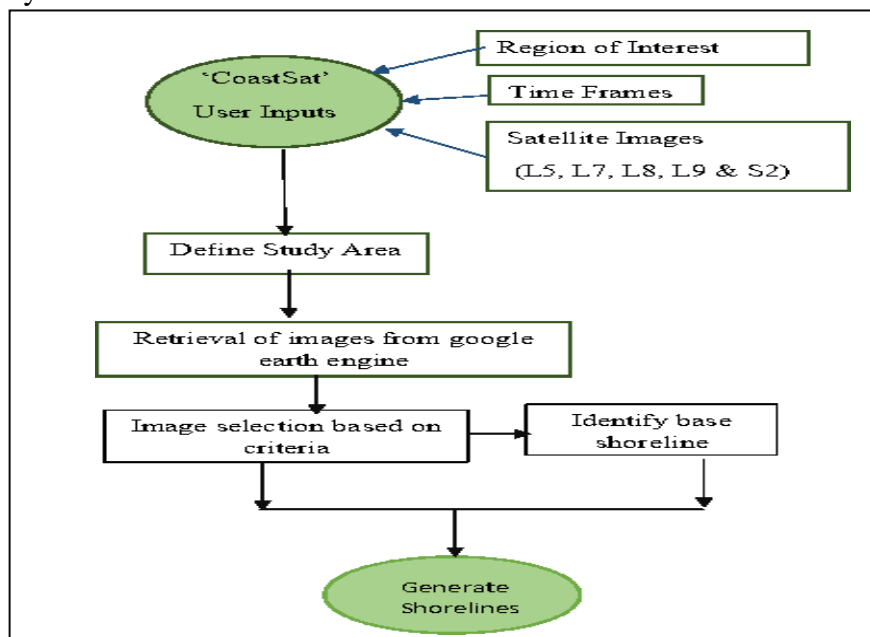 Region of Interest
‘CoastSat’
User Inputs
Time Frames
Satellite Images
(L5, L7, L8, L9 & S2)
Define Study Area
Retrieval of images from google
earth engine
Image selection based on
criteria
Identify base
shoreline
Generate
Shorelines